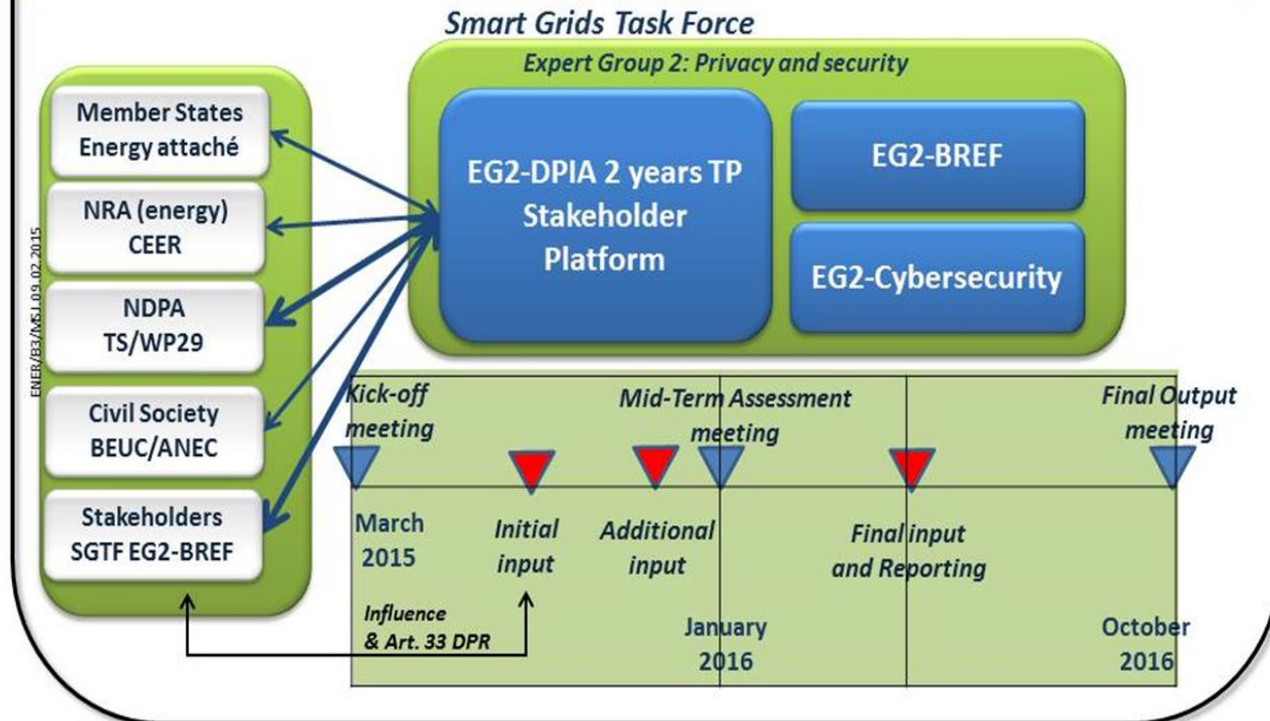 Smart Grids Task Force
Expert Group 2: Privacy and security
Member States
Energy attaché
NRA (energy)
CEER
NDPA
TS/WP29
Civil Society
BEUC/ANEC
Stakeholders
SGTF EG2-BREF
EG2-DPIA 2 years TP
Stakeholder
Platform
EG2-BREF
EG2-Cybersecurity
ENER/B3/MSJ.09.02.2015
Kick-off
meeting
Mid-Term Assessment
meeting
Final Output
meeting
March
2015
Initial
input
Additional
input
Final input
and Reporting
Influence
& Art. 33 DPR
January
2016
October
2016